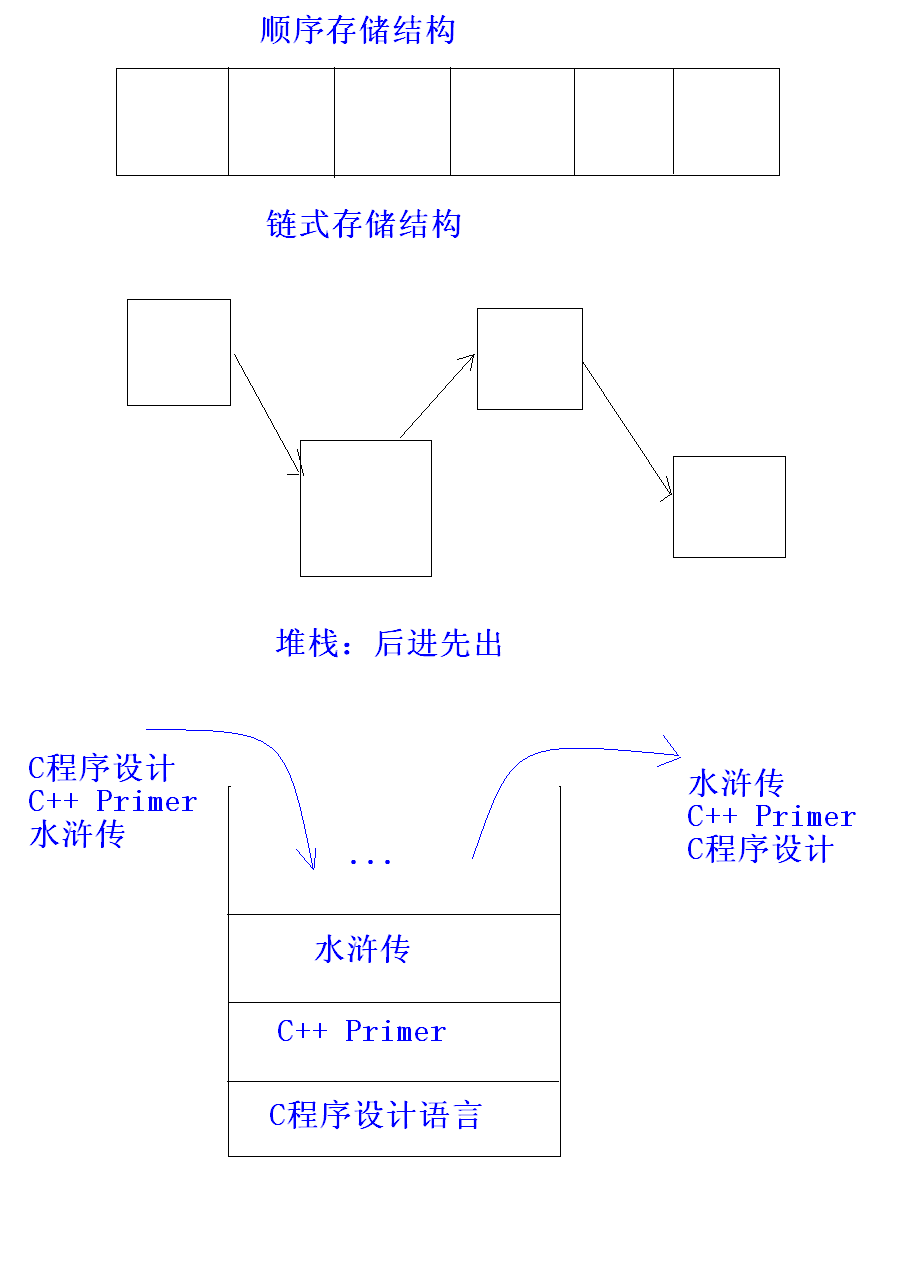 顺序存储结构
链式存储结构
堆栈：后进先出
C程序设计
C++ Primer
水浒传
水浒传
C++ Primer
C程序设计
...
水浒传
C++ Primer
C程序设计语言